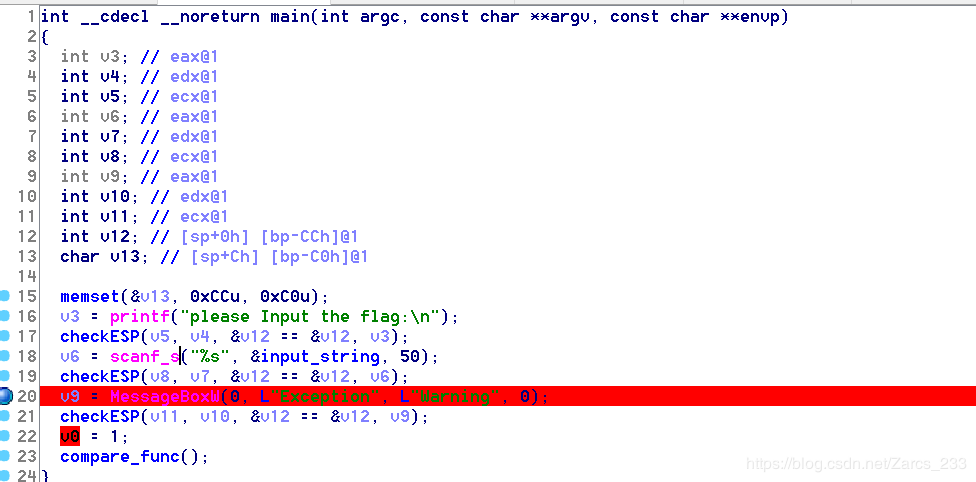 1 int __cdecl __noreturn main(int argc, const char **argv, const char **envp)
2 {
3 int v3; // eax@1
4 int v4; // edx@1
5 int v5; // ecx@1
6 int v6; // eax@1
7 int v7; // edx@1
8 int v8; // ecx@1
9 int v9; // eax@1
10 int v10; // edx@1
11 int v11; // ecx@1
12 int v12; // [sp+0h] [bp-CCh]@1
13 char v13; // [sp+Ch] [bp-C0h]@1
14
15 memset(&v13, 0xCCu, 0xC0u);
16 v3 = printf("please Input the flag:\n");
17 checkESP(v5, v4, &v12 == &v12, v3);
18 v6 = scanf_s("%s", &input_string, 50);
19 checkESP(v8, v7, &v12 == &v12, v6);
20 v9 = MessageBoxW(0, L"Exception", L"Warning", 0);
21 checkESP(v11, v10, &v12 == &v12, v9);
22 v0 = 1;
23 compare_func();
24 }
https://blog.csdn.net/Zarcs_233